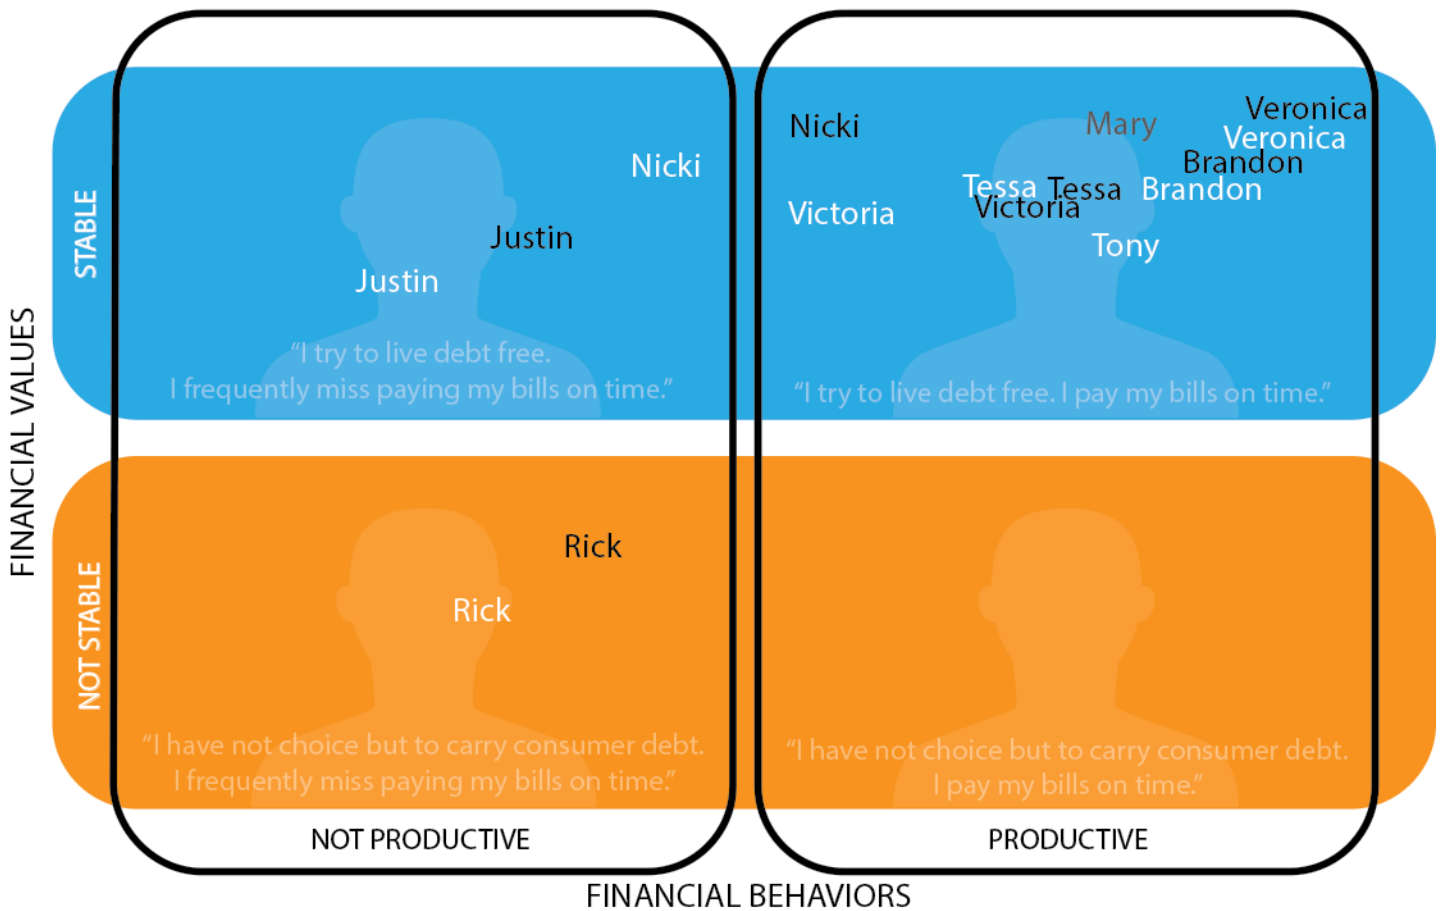 Veronica
Nicki
Mary
Veronica
Brandon
Nicki
Tessa
Tessa
Brandon
Victoria
Victoria
Justin
Tony
Justin
STABLE
“I try to live debt free.
I frequently miss paying my bills on time.”
“I try to live debt free. I pay my bills on time.”
FINANCIAL VALUES
Rick
Rick
NOT STABLE
“I have not choice but to carry consumer debt.
I frequently miss paying my bills on time.”
“I have not choice but to carry consumer debt.
I pay my bills on time.”
NOT PRODUCTIVE
PRODUCTIVE
FINANCIAL BEHAVIORS